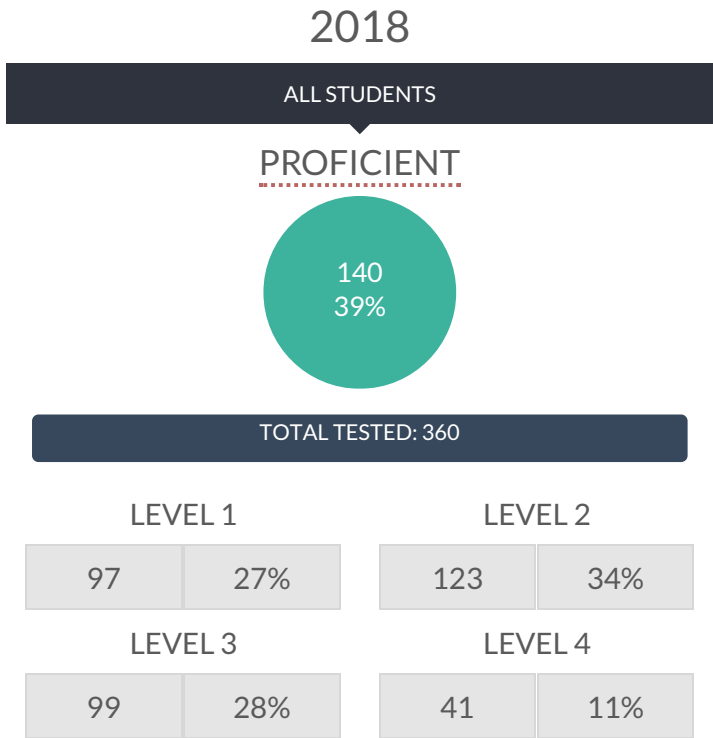 2018
ALL STUDENTS
PROFICIENT
140
39%
TOTAL TESTED: 360
LEVEL 1
97 27%
LEVEL 2
123 34%
LEVEL 3
99 28%
LEVEL 4
41 11%